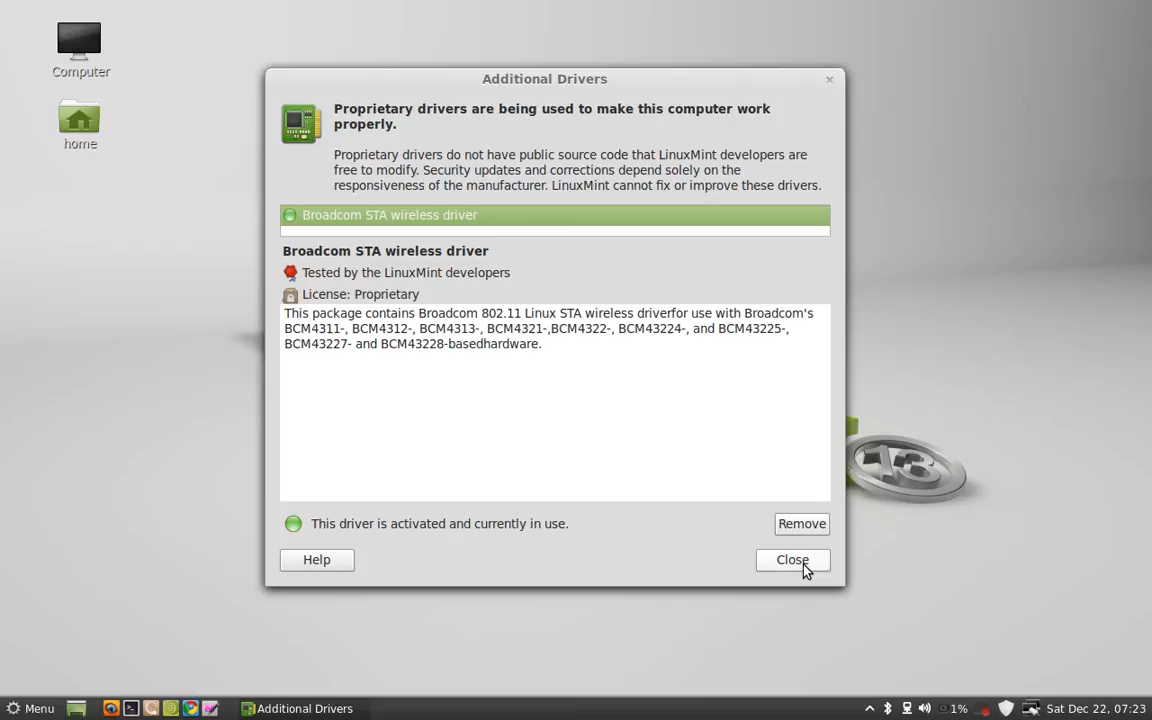 Computer
home
Additional Drivers
Proprietary drivers are being used to make this computer work
properly.
Proprietary drivers do not have public source code that LinuxMint developers are
free to modify. Security updates and corrections depend solely on the
responsiveness of the manufacturer. LinuxMint cannot fix or improve these drivers.
Broadcom STA wireless driver
Broadcom STA wireless driver
Tested by the LinuxMint developers
License: Proprietary
This package contains Broadcom 802.11 Linux STA wireless driverfor use with Broadcom's
BCM4311-, BCM4312-, BCM4313-, BCM4321-,BCM4322-, BCM43224-, and BCM43225-,
BCM43227- and BCM43228-basedhardware.
13
This driver is activated and currently in use.
Remove
Help
Close
Menu
Additional Drivers
1%
Sat Dec 22, 07:23